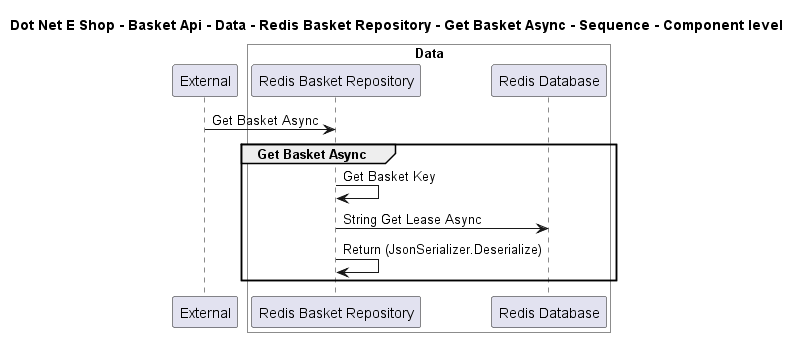 Dot Net E Shop - Basket Api - Data - Redis Basket Repository - Get Basket Async - Sequence - Component level
Data
External
Redis Basket Repository
Redis Database
Get Basket Async
Get Basket Async
Get Basket Key
String Get Lease Async
Return (JsonSerializer.Deserialize)
External
Redis Basket Repository
Redis Database